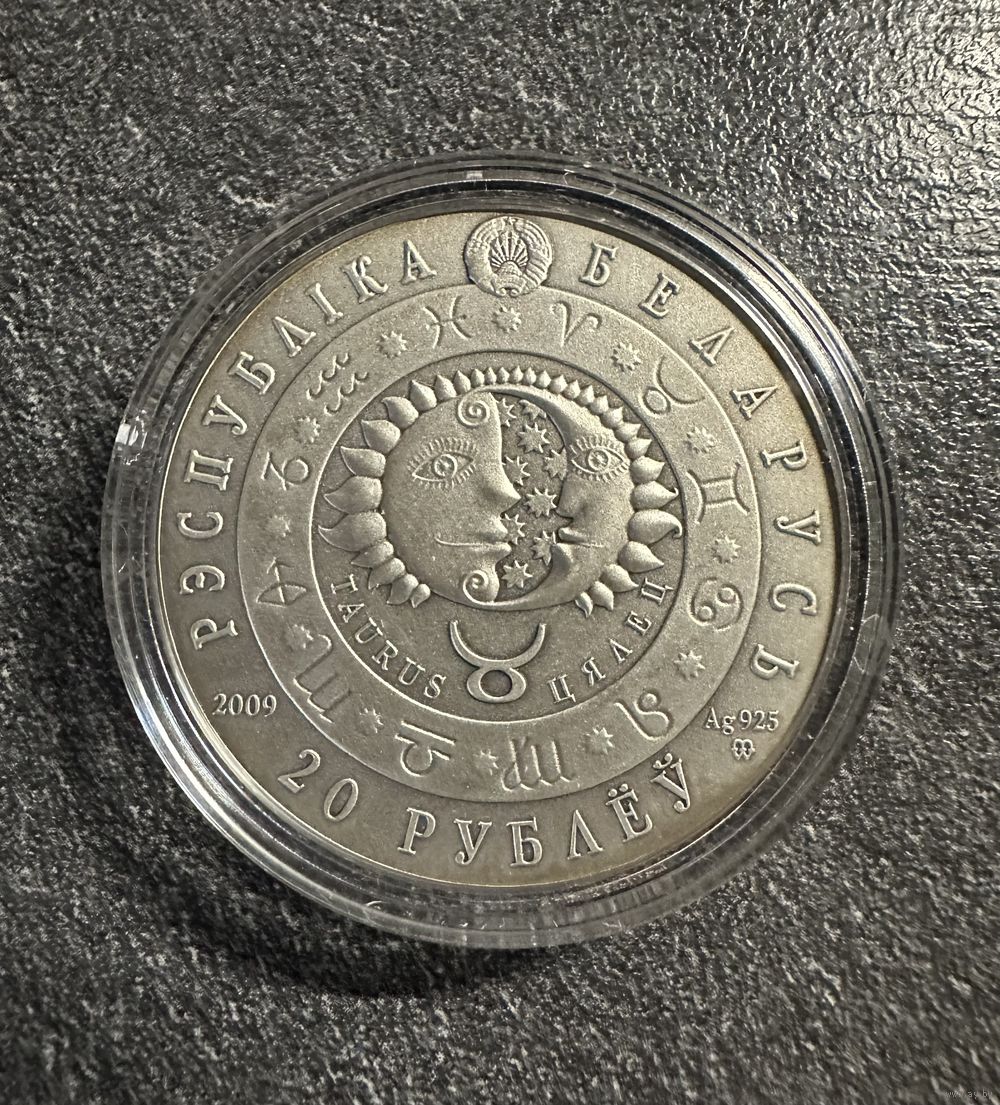 РЭСПУБЛІКА БЕЛАРУСЬ
TAURUS ЦЯЛЕЦ
2009
Ag 925
20 РУБЛЁЎ